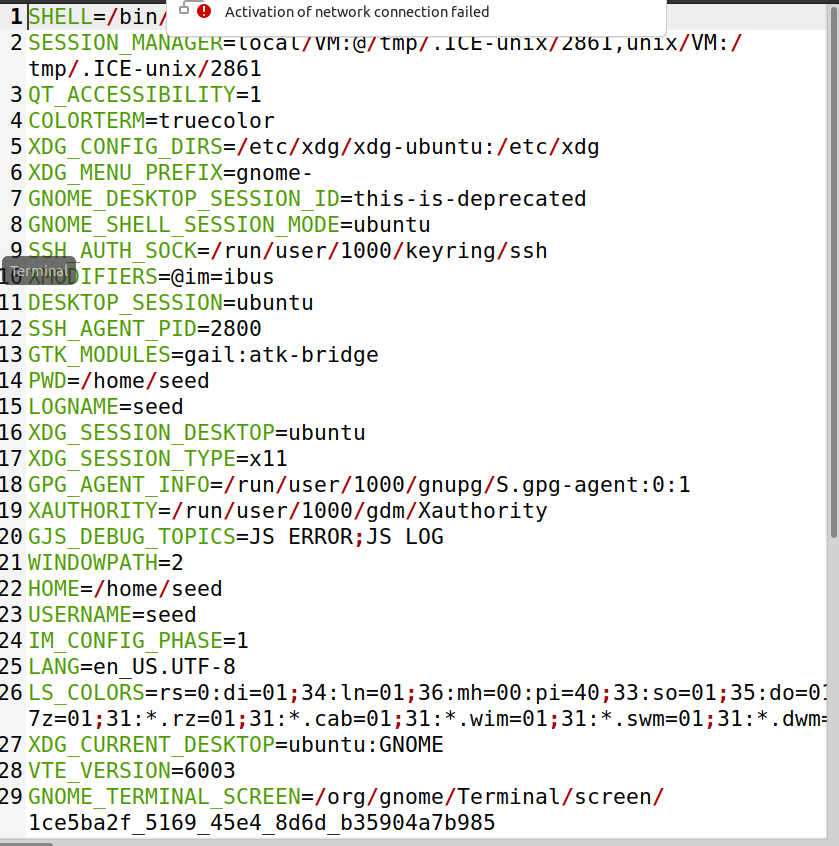 Activation of network connection failed
1 SHELL=/bin/
2 SESSION_MANAGER=local/VM:@/tmp/.ICE-unix/2861,unix/VM:/
tmp/.ICE-unix/2861
3 QT_ACCESSIBILITY=1
4 COLORTERM=truecolor
5 XDG_CONFIG_DIRS=/etc/xdg/xdg-ubuntu:/etc/xdg
6 XDG_MENU_PREFIX=gnome-
7 GNOME_DESKTOP_SESSION_ID=this-is-deprecated
8 GNOME_SHELL_SESSION_MODE=ubuntu
9 SSH_AUTH_SOCK=/run/user/1000/keyring/ssh
Terminal
10 XMODIFIERS=@im=ibus
11 DESKTOP_SESSION=ubuntu
12 SSH_AGENT_PID=2800
13 GTK_MODULES=gail:atk-bridge
14 PWD=/home/seed
15 LOGNAME=seed
16 XDG_SESSION_DESKTOP=ubuntu
17 XDG_SESSION_TYPE=x11
18 GPG_AGENT_INFO=/run/user/1000/gnupg/S.gpg-agent:0:1
19 XAUTHORITY=/run/user/1000/gdm/Xauthority
20 GJS_DEBUG_TOPICS=JS ERROR;JS LOG
21 WINDOWPATH=2
22 HOME=/home/seed
23 USERNAME=seed
24 IM_CONFIG_PHASE=1
25 LANG=en_US.UTF-8
26 LS_COLORS=rs=0:di=01;34:ln=01;36:mh=00:pi=40;33:so=01;35:do=01
7z=01;31:*.rz=01;31:*.cab=01;31:*.wim=01;31:*.swm=01;31:*.dwm=
27 XDG_CURRENT_DESKTOP=ubuntu:GNOME
28 VTE_VERSION=6003
29 GNOME_TERMINAL_SCREEN=/org/gnome/Terminal/screen/
1ce5ba2f_5169_45e4_8d6d_b35904a7b985